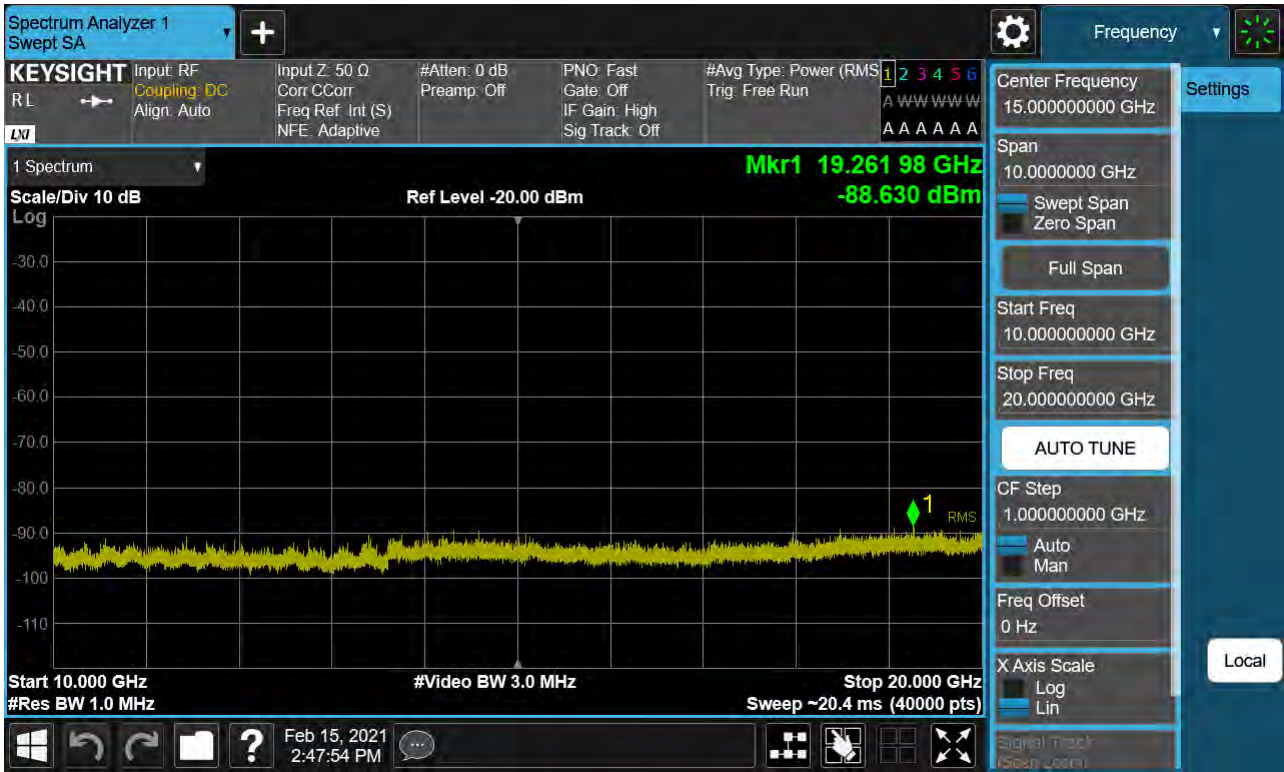 Spectrum Analyzer 1
Swept SA
+
Frequency
KEYSIGHT
RL
LXI
Input: RF
Coupling: DC
Align: Auto
Input Z: 50 Ω
Corr CCorr
Freq Ref: Int (S)
NFE: Adaptive
#Atten: 0 dB
Preamp: Off
PNO: Fast
Gate: Off
IF Gain: High
Sig Track: Off
#Avg Type: Power (RMS
Trig: Free Run
1 2 3 4 5 6
A W W W W W
A A A A A A
1 Spectrum
Mkr1 19.261 98 GHz
-88.630 dBm
Scale/Div 10 dB
Ref Level -20.00 dBm
Log
-30.0
-40.0
-50.0
-60.0
-70.0
-80.0
-90.0
-100
-110
1
RMS
Start 10.000 GHz
#Video BW 3.0 MHz
Stop 20.000 GHz
#Res BW 1.0 MHz
Sweep ~20.4 ms (40000 pts)
Center Frequency
15.000000000 GHz
Settings
Span
10.0000000 GHz
Swept Span
Zero Span
Full Span
Start Freq
10.000000000 GHz
Stop Freq
20.000000000 GHz
AUTO TUNE
CF Step
1.000000000 GHz
Auto
Man
Freq Offset
0 Hz
X Axis Scale
Log
Lin
Local
Signal Track
(Span Zoom)
?
Feb 15, 2021
2:47:54 PM